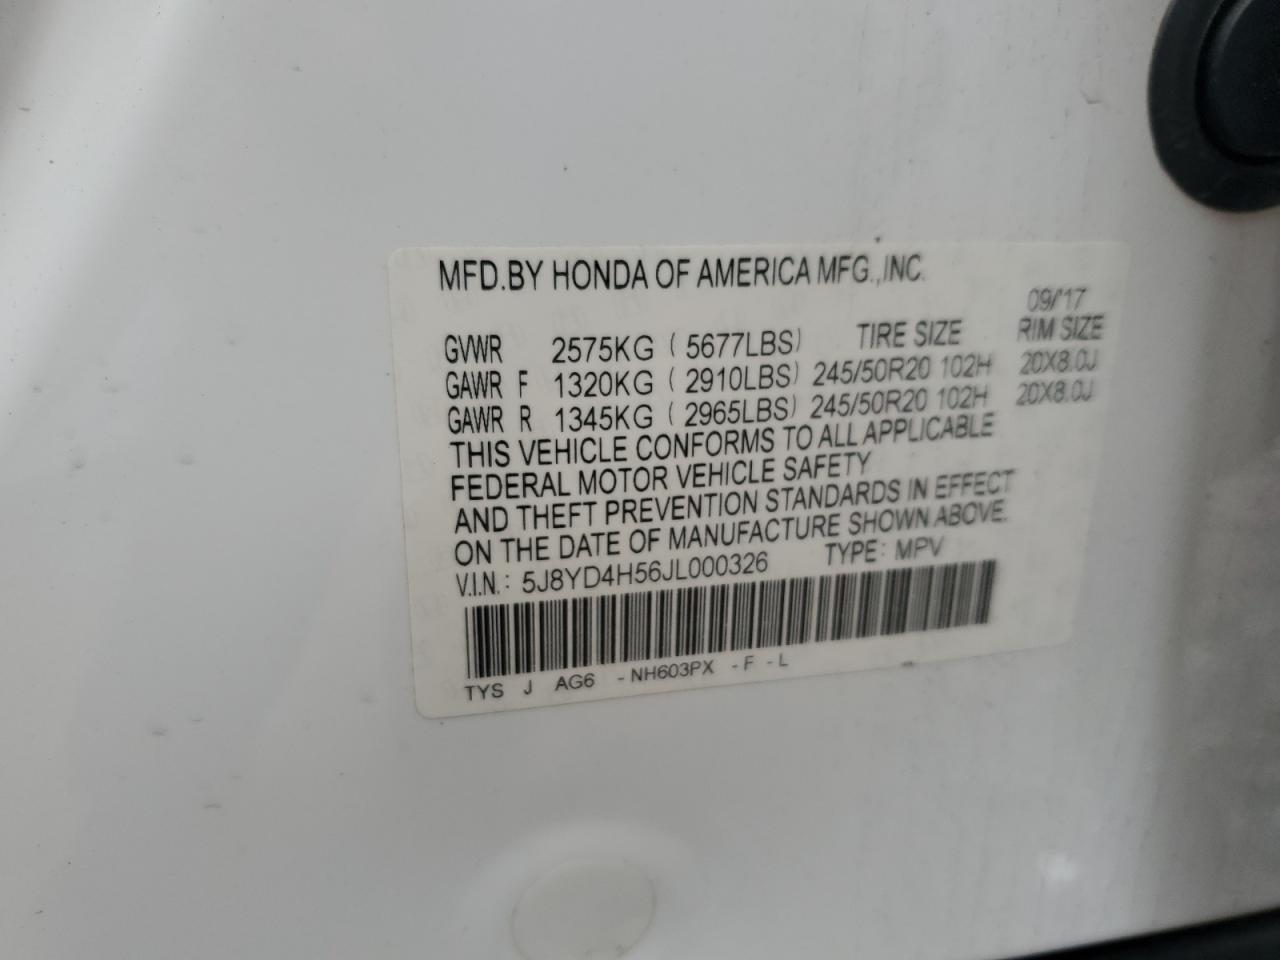 MFD.BY HONDA OF AMERICA MFG.,INC.
09/'17
GVWR 2575KG ( 5677LBS) TIRE SIZE RIM SIZE
GAWR F 1320KG ( 2910LBS) 245/50R20 102H 20X8.0J
GAWR R 1345KG ( 2965LBS) 245/50R20 102H 20X8.0J
THIS VEHICLE CONFORMS TO ALL APPLICABLE
FEDERAL MOTOR VEHICLE SAFETY
AND THEFT PREVENTION STANDARDS IN EFFECT
ON THE DATE OF MANUFACTURE SHOWN ABOVE.
V.I.N.: 5J8YD4H56JL000326 TYPE: MPV
TYS J AG6 -NH603PX -F -L